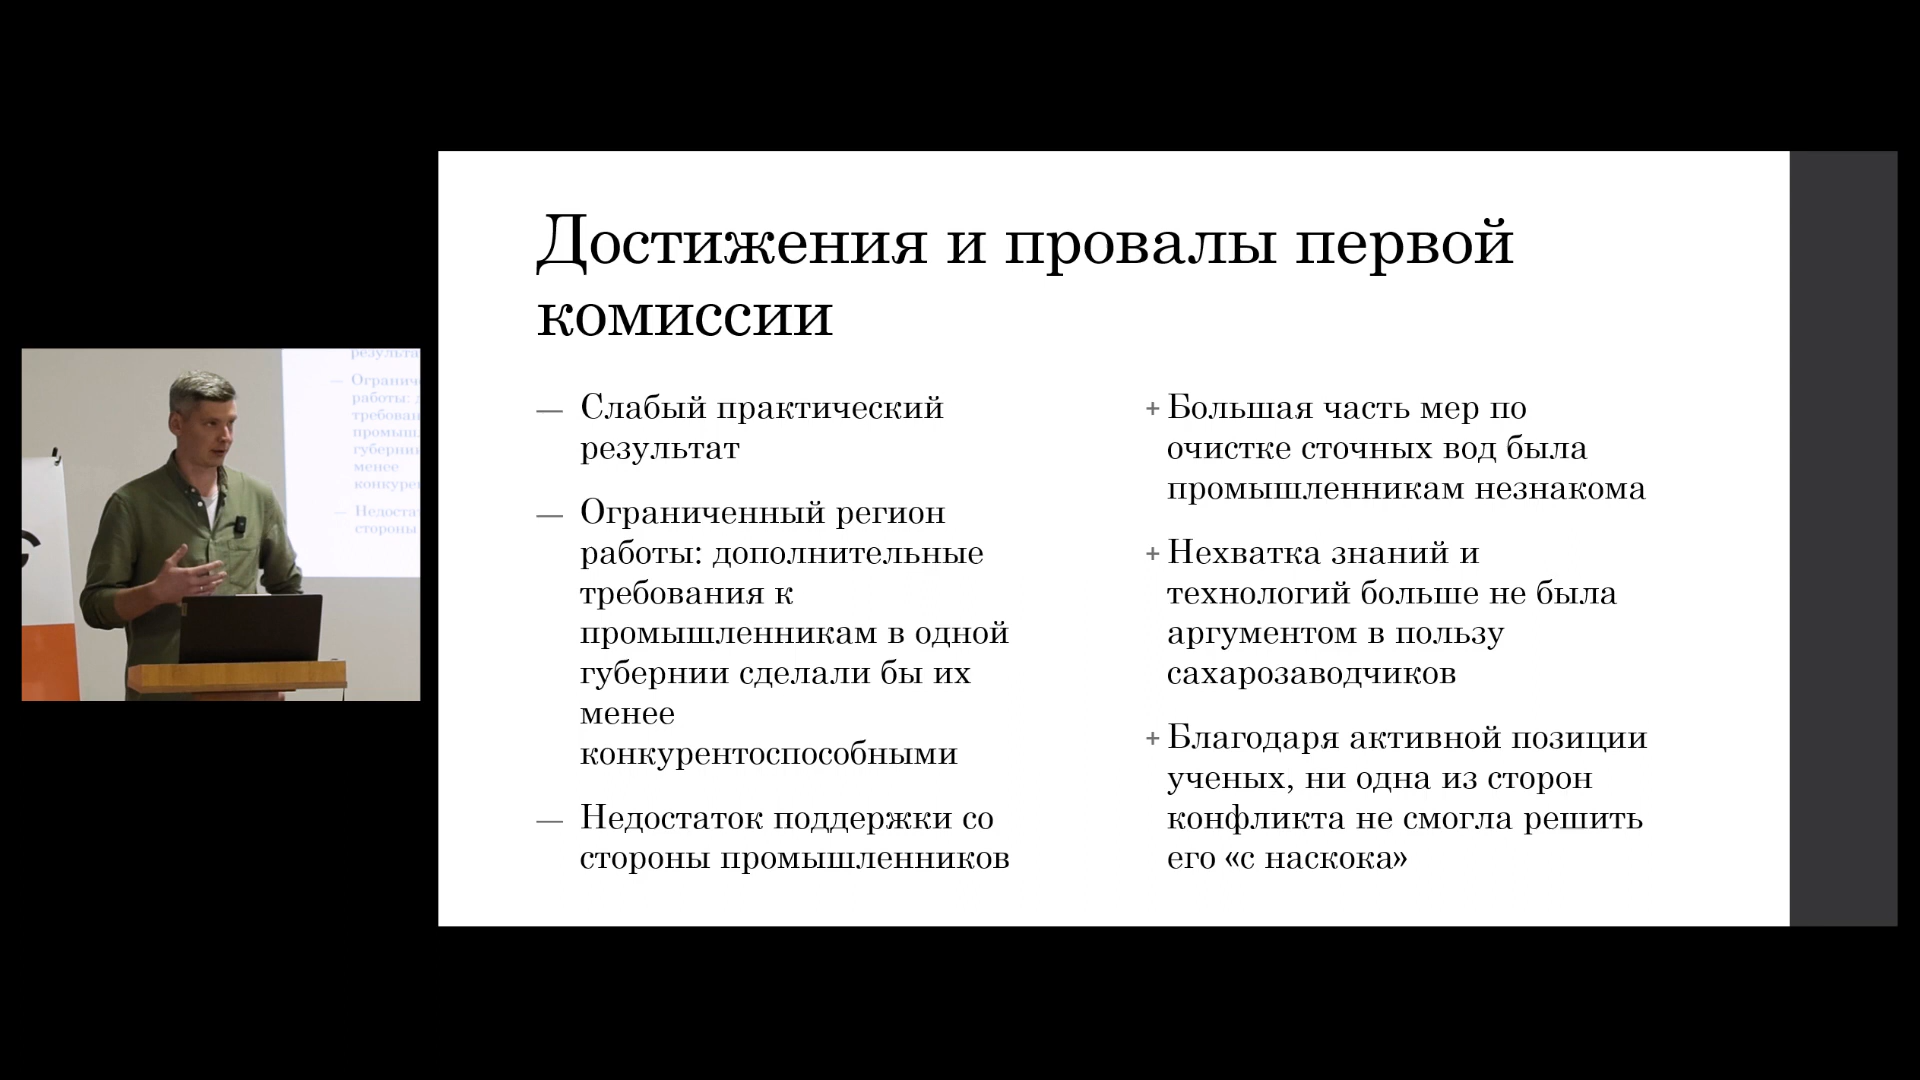 Достижения и провалы первой
комиссии
— Слабый практический
результат
— Ограниченный регион
работы: дополнительные
требования к
промышленникам в одной
губернии сделали бы их
менее
конкурентоспособными
— Недостаток поддержки со
стороны промышленников
+ Большая часть мер по
очистке сточных вод была
промышленникам незнакома
+ Нехватка знаний и
технологий больше не была
аргументом в пользу
сахарозаводчиков
+ Благодаря активной позиции
ученых, ни одна из сторон
конфликта не смогла решить
его «с наскока»